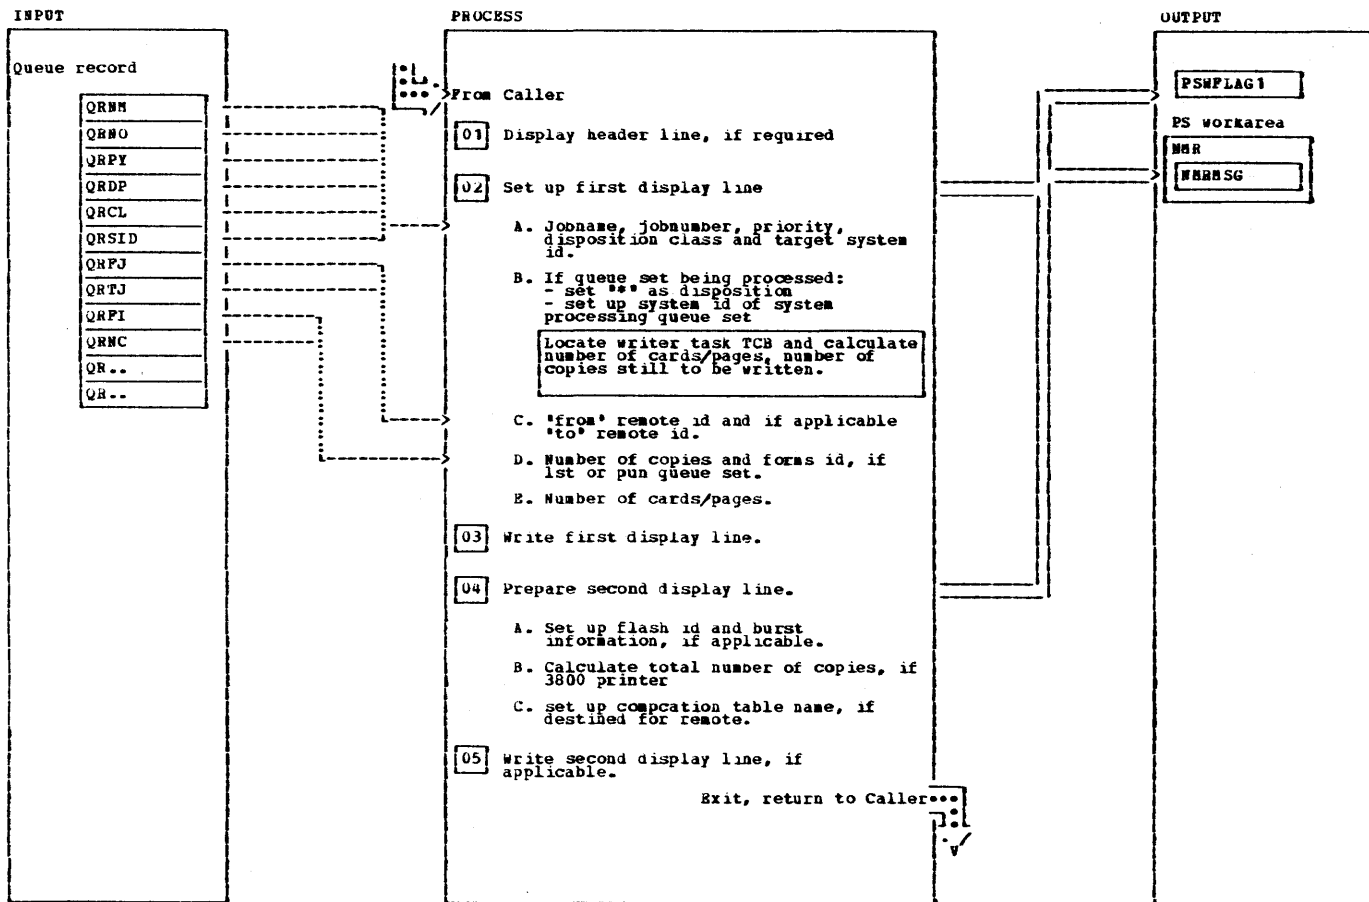 INPUT
PROCESS
OUTPUT
Queue record
QRNM
QRNO
QRPY
QRDP
QRCL
QRSID
QRFJ
QRTJ
QRFI
QRNC
QR..
QR..
From Caller
01 Display header line, if required
02 Set up first display line
A. Jobname, jobnumber, priority,
disposition class and target system
id.
B. If queue set being processed:
- set "*" as disposition
- set up system id of system
processing queue set
Locate writer task TCB and calculate
number of cards/pages, number of
copies still to be written.
C. 'from' remote id and if applicable
'to' remote id.
D. Number of copies and forms id, if
lst or pun queue set.
E. Number of cards/pages.
03 Write first display line.
04 Prepare second display line.
A. Set up flash id and burst
information, if applicable.
B. Calculate total number of copies, if
3800 printer
C. set up compcation table name, if
destined for remote.
05 Write second display line, if
applicable.
Exit, return to Caller
PSWFLAG1
PS workarea
WMR
WMRMSG